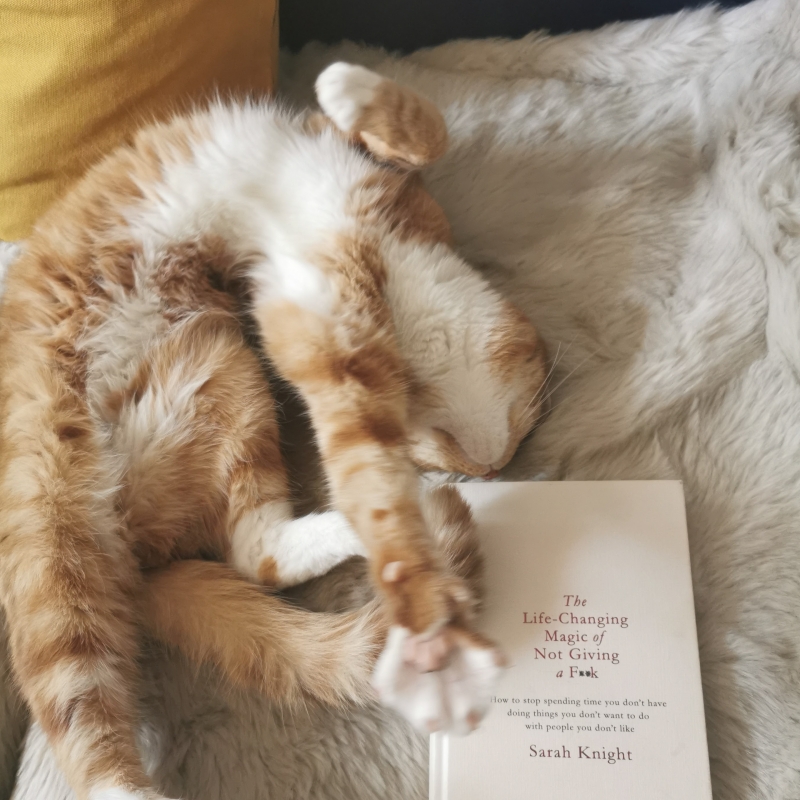 The
Life-Changing
Magic of
Not Giving
a F**k
How to stop spending time you don't have
doing things you don't want to do
with people you don't like
Sarah Knight